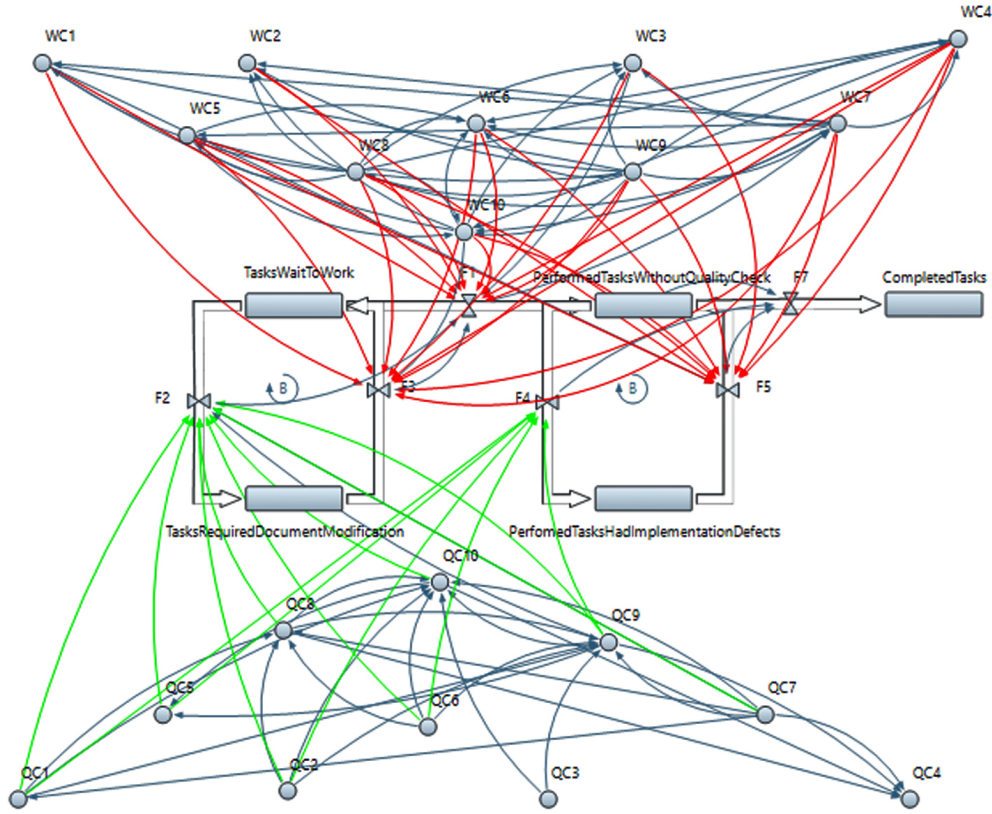 WC4
WC1
WC2
WC3
WC6
WC7
WC5
WC8
WC9
WC10
TasksWaitToWork
F1
PerformedTasksWithoutQualityCheck
F7
CompletedTasks
F2
B
F3
F4
B
F5
TasksRequiredDocumentModification
PerfomedTasksHadImplementationDefects
QC10
QC8
QC9
QC5
QC6
QC7
QC1
QC2
QC3
QC4